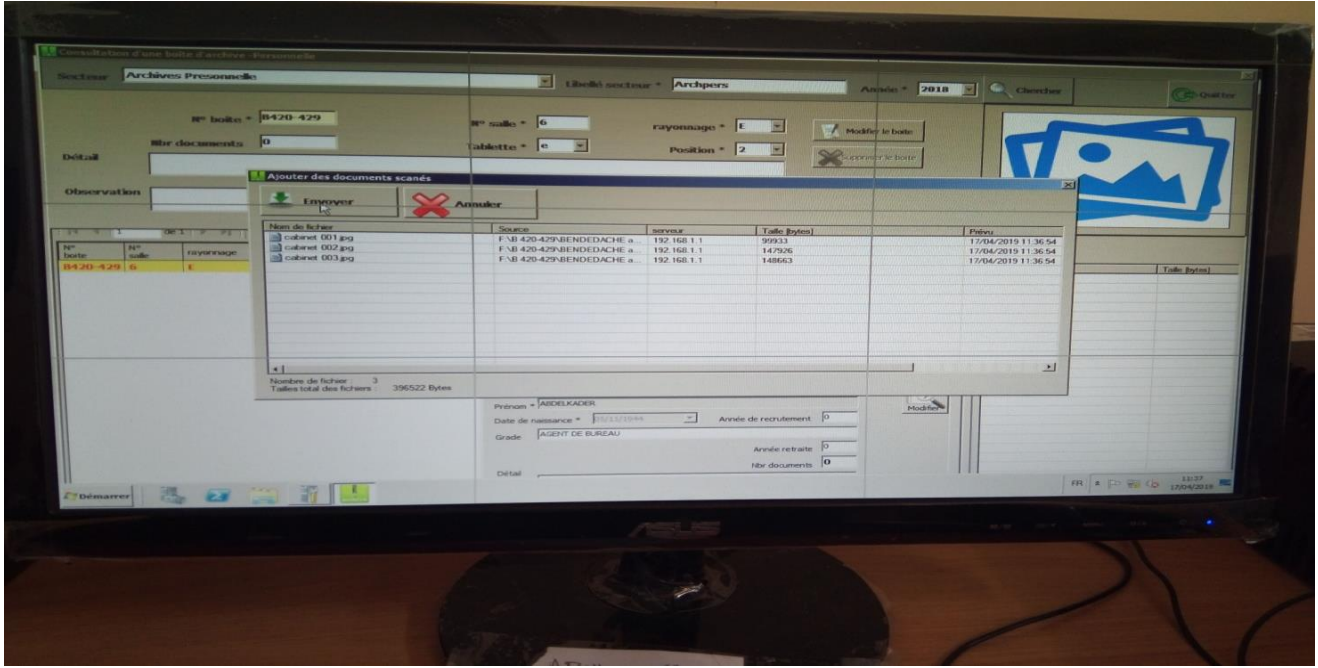 Consultation d'une boite d'archive - Personnelle
Secteur Archives Presonnelle Libellé secteur * Archpers Année * 2018 Chercher Quitter
N° boite * B420-429 N° salle * 6 rayonnage * E Modifier le boite
Nbr documents 0 Tablette * e Position * 2 Supprimer le boite
Détail
Observation
Ajouter des documents scanés
Envoyer Annuler
1 de 1
N° boite N° salle rayonnage
B420-429 6 E
Nom de fichier Source serveur Taille (bytes) Prévu
cabinet 001.jpg F:\B 420-429\BENDEDACHE a... 192.168.1.1 99933 17/04/2019 11:36:54
cabinet 002.jpg F:\B 420-429\BENDEDACHE a... 192.168.1.1 147926 17/04/2019 11:36:54
cabinet 003.jpg F:\B 420-429\BENDEDACHE a... 192.168.1.1 148663 17/04/2019 11:36:54
Taille (bytes)
Nombre de fichier : 3
Tailles total des fichiers : 396522 Bytes
Prénom * ABDELKADER
Modifier
Date de naissance * Année de recrutement 0
Grade AGENT DE BUREAU
Année retraite 0
Nbr documents 0
Détail
Démarrer FR 11:37
17/04/2019